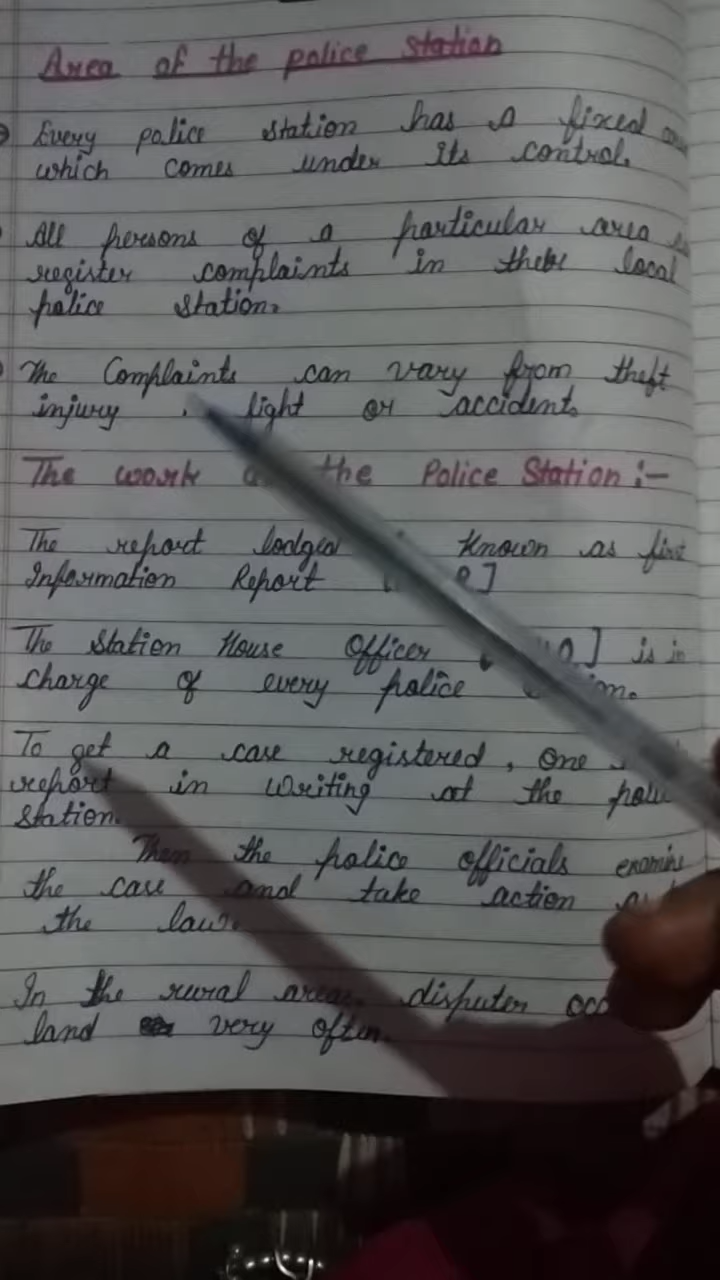 Area of the police station
Every police station has a fixed
which comes under its control.
All persons of a particular area
register complaints in their local
police station.
The Complaints can vary from theft
injury , fight or accident.
The work the Police Station :-
The report lodged is known as first
Information Report [ R]
The Station House Officer [ O ] is in
charge of every police
To get a case registered, one
report in writing at the
station.
Then the police officials examine
the case and take action
the law.
In the rural area, disputes
land very often.